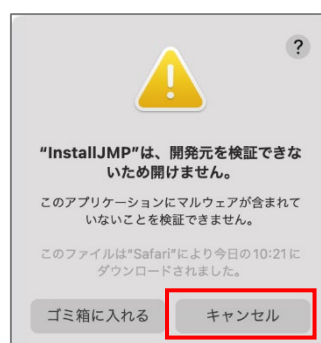 ?
“InstallJMP”は、開発元を検証できな
いため開けません。
このアプリケーションにマルウェアが含まれて
いないことを検証できません。
このファイルは“Safari”により今日の10:21に
ダウンロードされました。
ゴミ箱に入れる キャンセル